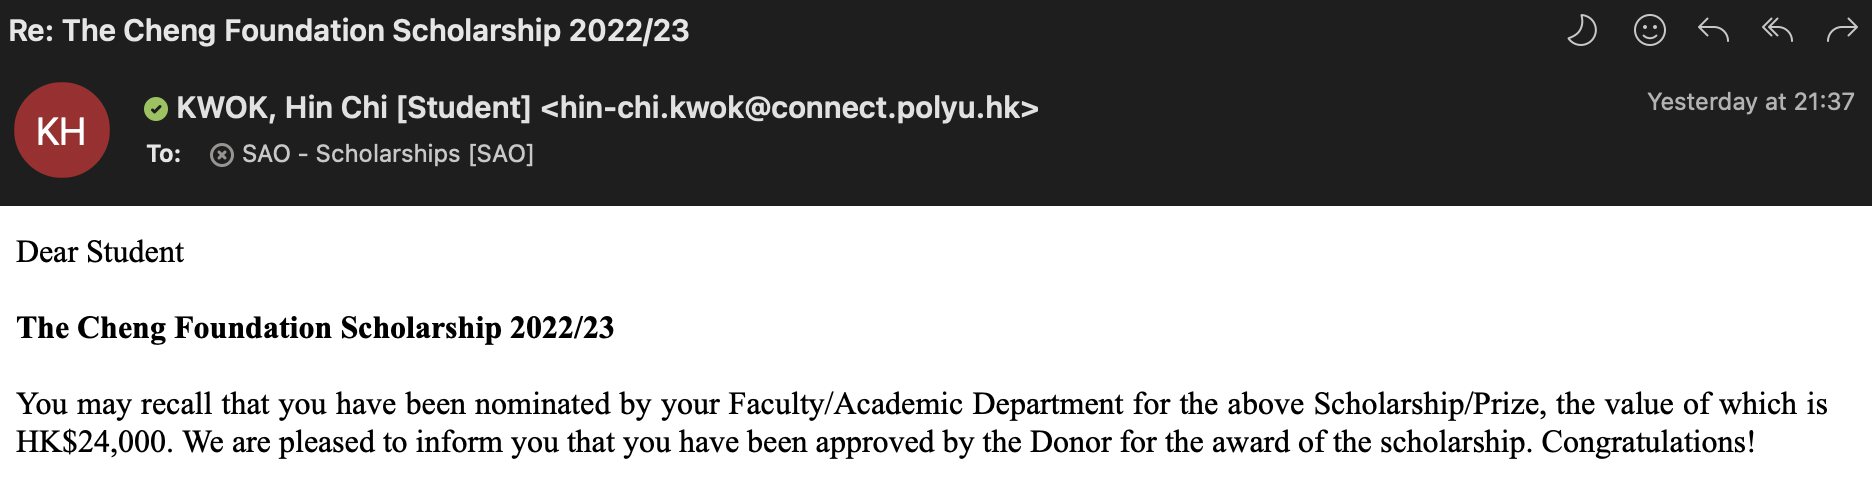 Re: The Cheng Foundation Scholarship 2022/23
KH
KWOK, Hin Chi [Student] <hin-chi.kwok@connect.polyu.hk>
Yesterday at 21:37
To: SAO - Scholarships [SAO]
Dear Student
The Cheng Foundation Scholarship 2022/23
You may recall that you have been nominated by your Faculty/Academic Department for the above Scholarship/Prize, the value of which is
HK$24,000. We are pleased to inform you that you have been approved by the Donor for the award of the scholarship. Congratulations!